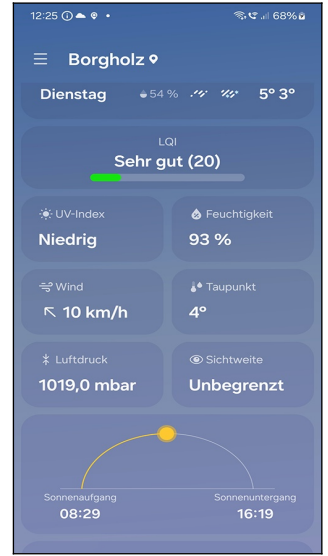 12:25
68%
Borgholz
Dienstag 54 % 5° 3°
LQI
Sehr gut (20)
UV-Index
Niedrig
Feuchtigkeit
93 %
Wind
10 km/h
Taupunkt
4°
Luftdruck
1019,0 mbar
Sichtweite
Unbegrenzt
Sonnenaufgang
08:29
Sonnenuntergang
16:19